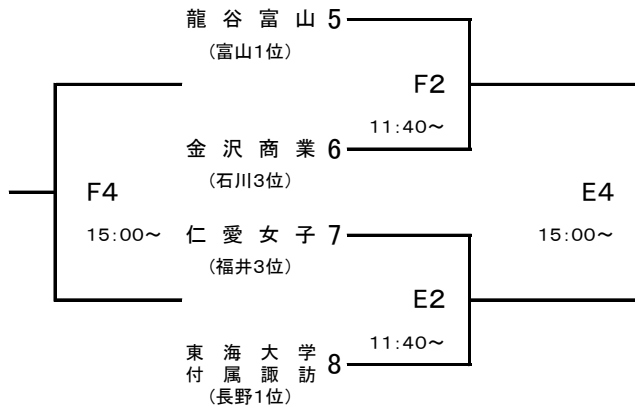 龍谷富山 5
(富山1位)
F2
11:40～
金沢商業 6
(石川3位)
F4
E4
15:00～
仁愛女子 7
15:00～
(福井3位)
E2
11:40～
東海大学
付属諏訪 8
(長野1位)